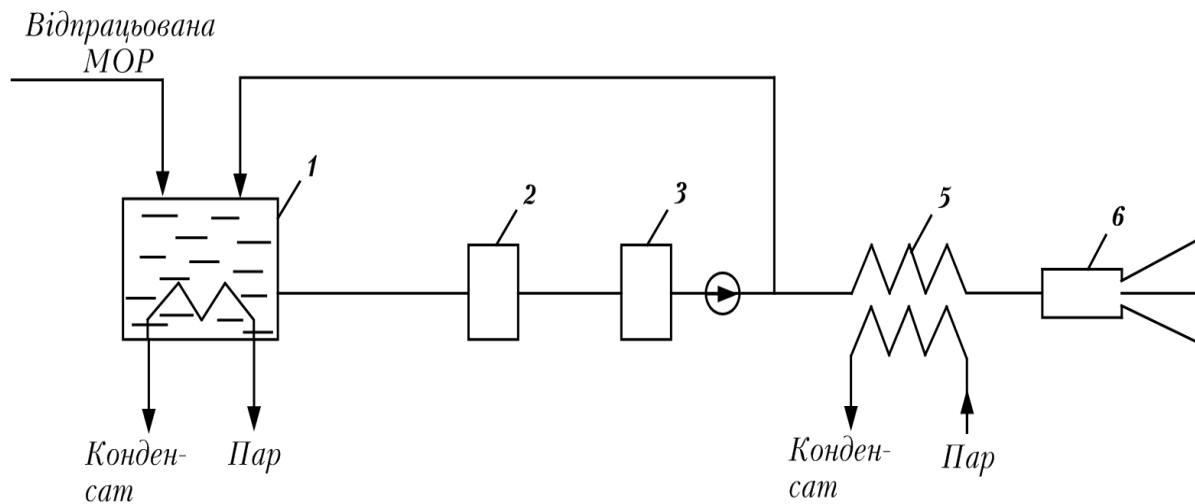 Відпрацьована
МОР
1
2
3
5
6
Конден-
сат
Пар
Конден-
сат
Пар